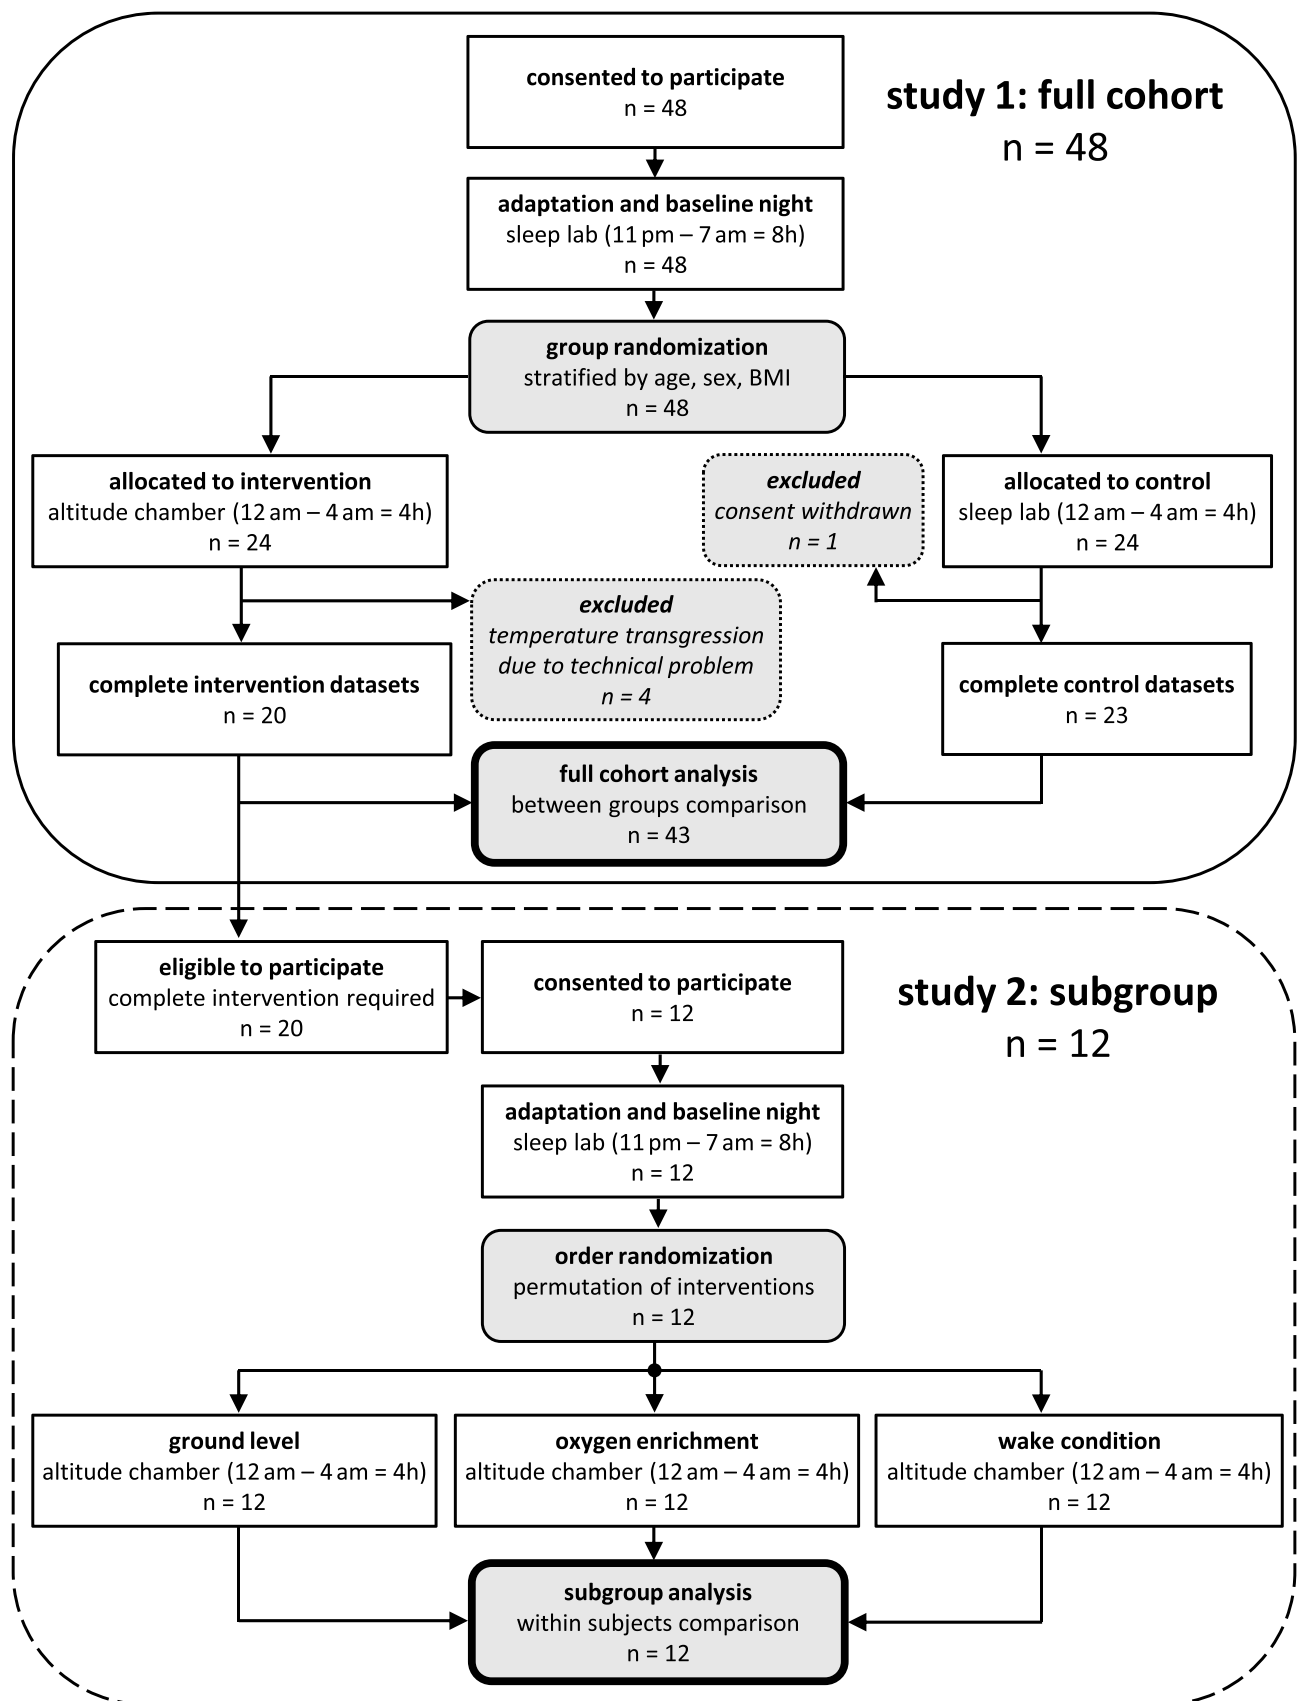 consented to participate
n = 48
study 1: full cohort
n = 48
adaptation and baseline night
sleep lab (11 pm – 7 am = 8h)
n = 48
group randomization
stratified by age, sex, BMI
n = 48
allocated to intervention
altitude chamber (12 am – 4 am = 4h)
n = 24
excluded
consent withdrawn
n = 1
allocated to control
sleep lab (12 am – 4 am = 4h)
n = 24
excluded
temperature transgression
due to technical problem
n = 4
complete intervention datasets
n = 20
complete control datasets
n = 23
full cohort analysis
between groups comparison
n = 43
eligible to participate
complete intervention required
n = 20
consented to participate
n = 12
study 2: subgroup
n = 12
adaptation and baseline night
sleep lab (11 pm – 7 am = 8h)
n = 12
order randomization
permutation of interventions
n = 12
ground level
altitude chamber (12 am – 4 am = 4h)
n = 12
oxygen enrichment
altitude chamber (12 am – 4 am = 4h)
n = 12
wake condition
altitude chamber (12 am – 4 am = 4h)
n = 12
subgroup analysis
within subjects comparison
n = 12